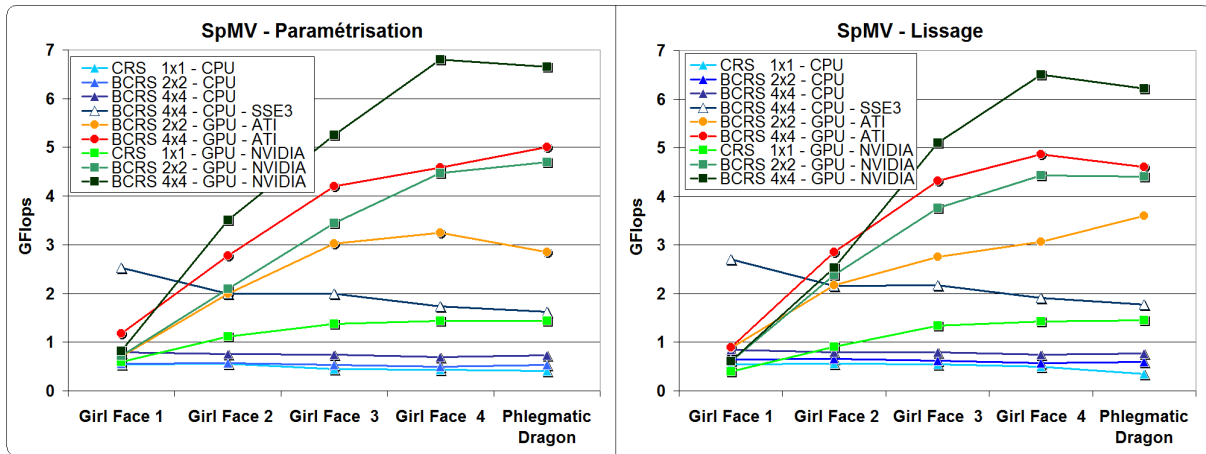 SpMV - Paramétrisation
7
6
5
4
3
2
1
0
GFlops
CRS 1x1 - CPU
BCRS 2x2 - CPU
BCRS 4x4 - CPU
BCRS 4x4 - CPU - SSE3
BCRS 2x2 - GPU - ATI
BCRS 4x4 - GPU - ATI
CRS 1x1 - GPU - NVIDIA
BCRS 2x2 - GPU - NVIDIA
BCRS 4x4 - GPU - NVIDIA
Girl Face 1
Girl Face 2
Girl Face 3
Girl Face 4
Phlegmatic
Dragon
SpMV - Lissage
7
6
5
4
3
2
1
0
GFlops
CRS 1x1 - CPU
BCRS 2x2 - CPU
BCRS 4x4 - CPU
BCRS 4x4 - CPU - SSE3
BCRS 2x2 - GPU - ATI
BCRS 4x4 - GPU - ATI
CRS 1x1 - GPU - NVIDIA
BCRS 2x2 - GPU - NVIDIA
BCRS 4x4 - GPU - NVIDIA
Girl Face 1
Girl Face 2
Girl Face 3
Girl Face 4
Phlegmatic
Dragon